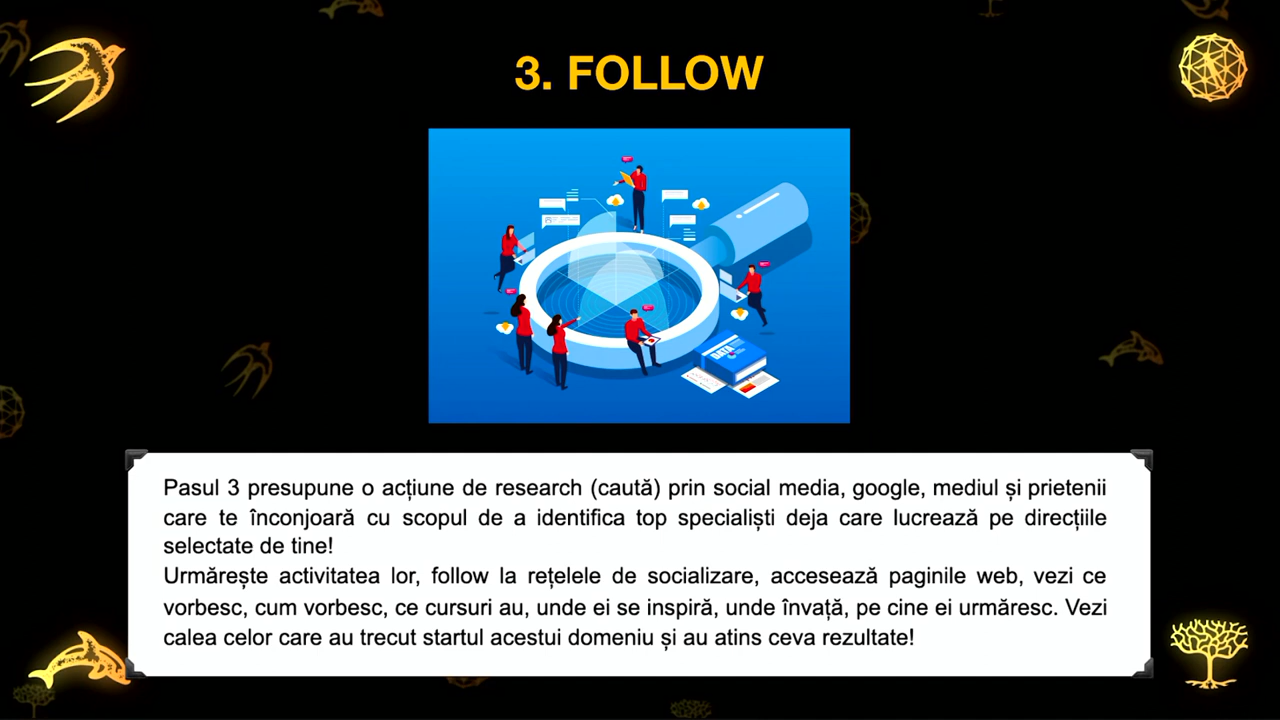 3. FOLLOW
DATA
Pasul 3 presupune o acțiune de research (caută) prin social media, google, mediul și prietenii
care te înconjoară cu scopul de a identifica top specialiști deja care lucrează pe direcțiile
selectate de tine!
Urmărește activitatea lor, follow la rețelele de socializare, accesează paginile web, vezi ce
vorbesc, cum vorbesc, ce cursuri au, unde ei se inspiră, unde învață, pe cine ei urmăresc. Vezi
calea celor care au trecut startul acestui domeniu și au atins ceva rezultate!